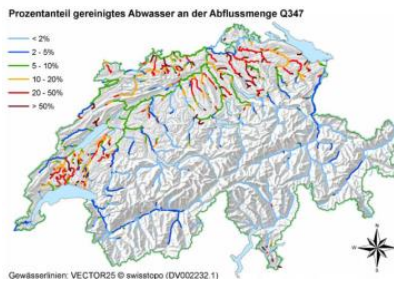 Prozentanteil gereinigtes Abwasser an der Abflussmenge Q347
< 2%
2 - 5%
5 - 10%
10 - 20%
20 - 50%
> 50%
N
W
Gewässerlinien: VECTOR25 © swisstopo (DV002232.1)